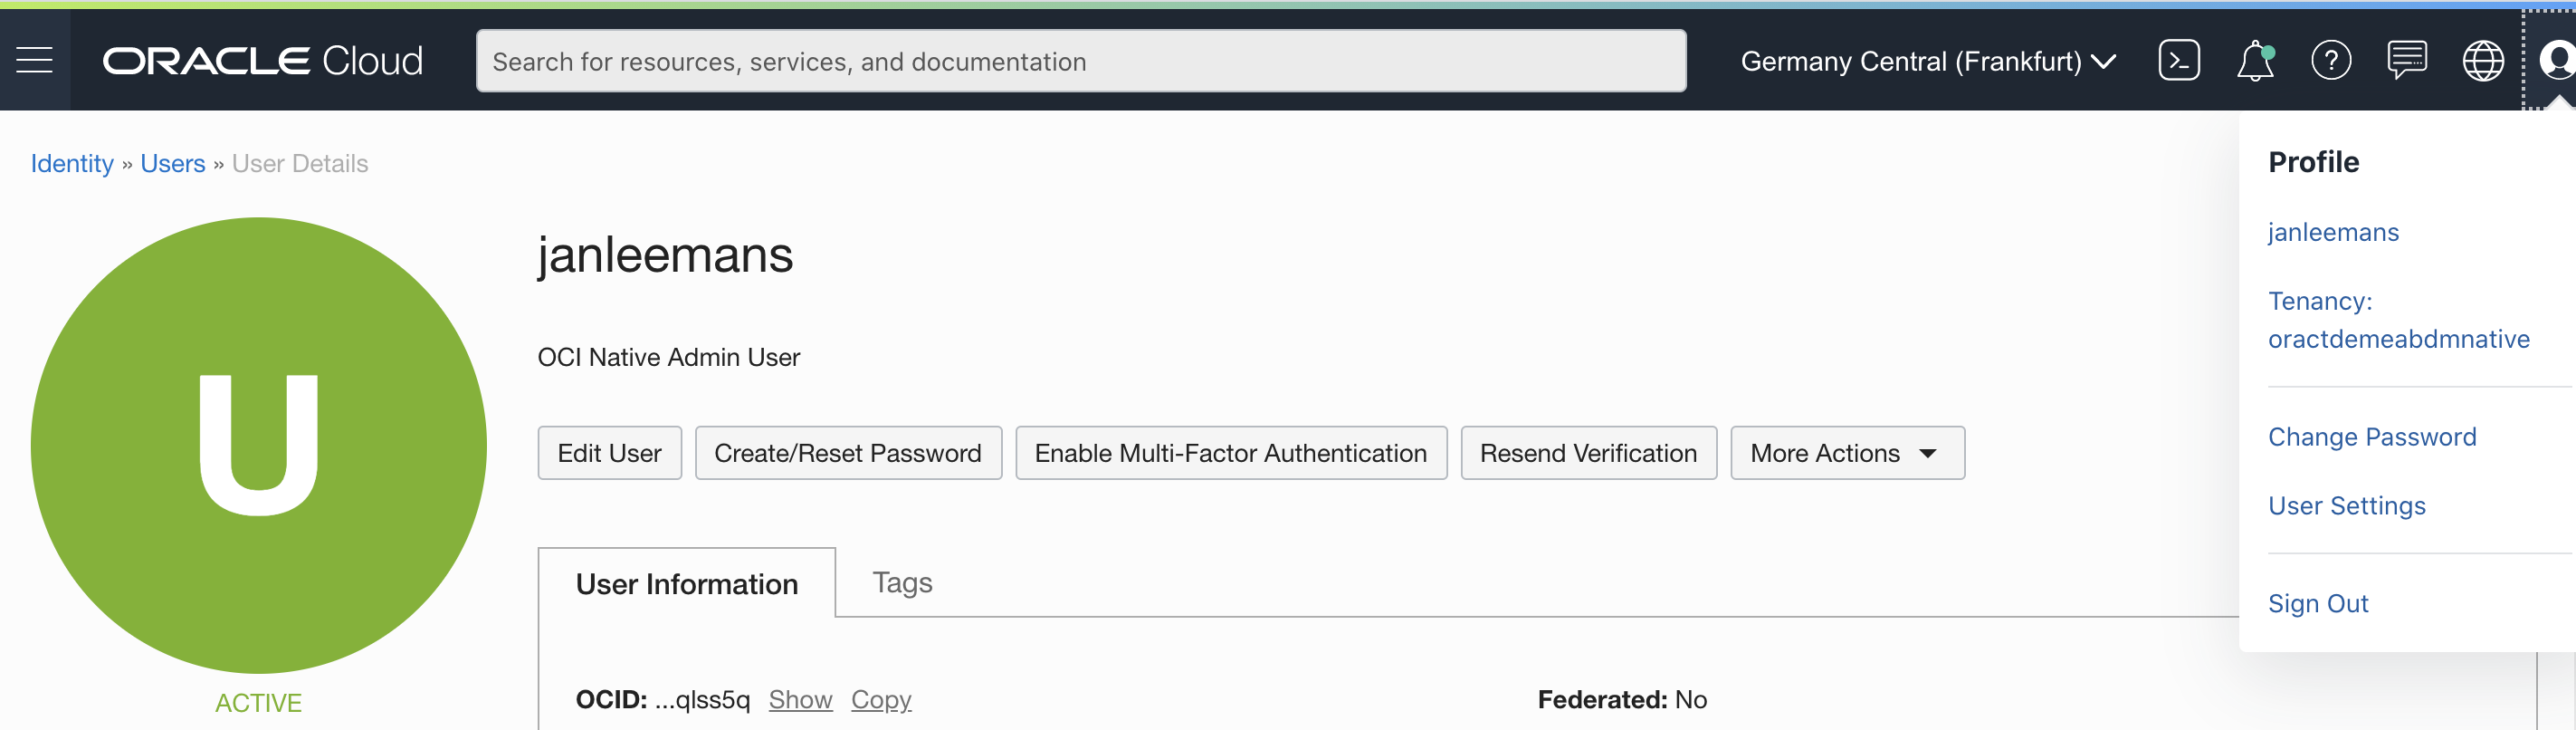 ORACLE Cloud
Search for resources, services, and documentation
Germany Central (Frankfurt)
Identity » Users » User Details
U
ACTIVE
janleemans
OCI Native Admin User
Edit User
Create/Reset Password
Enable Multi-Factor Authentication
Resend Verification
More Actions
User Information
Tags
OCID: ...qlss5q Show Copy
Federated: No
Profile
janleemans
Tenancy:
oractdemeabdmnative
Change Password
User Settings
Sign Out